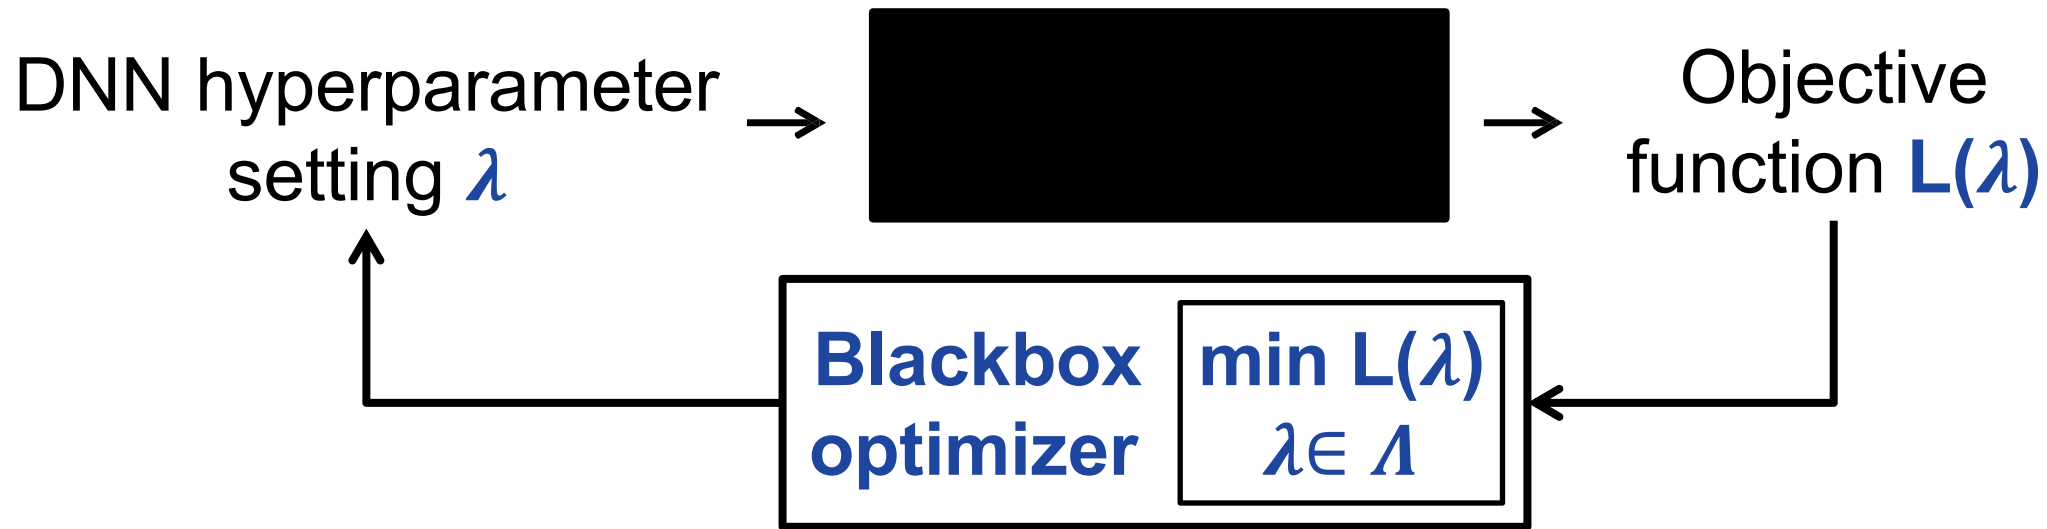 DNN hyperparameter
setting λ
Objective
function L(λ)
Blackbox
optimizer
min L(λ)
λ∈ Λ